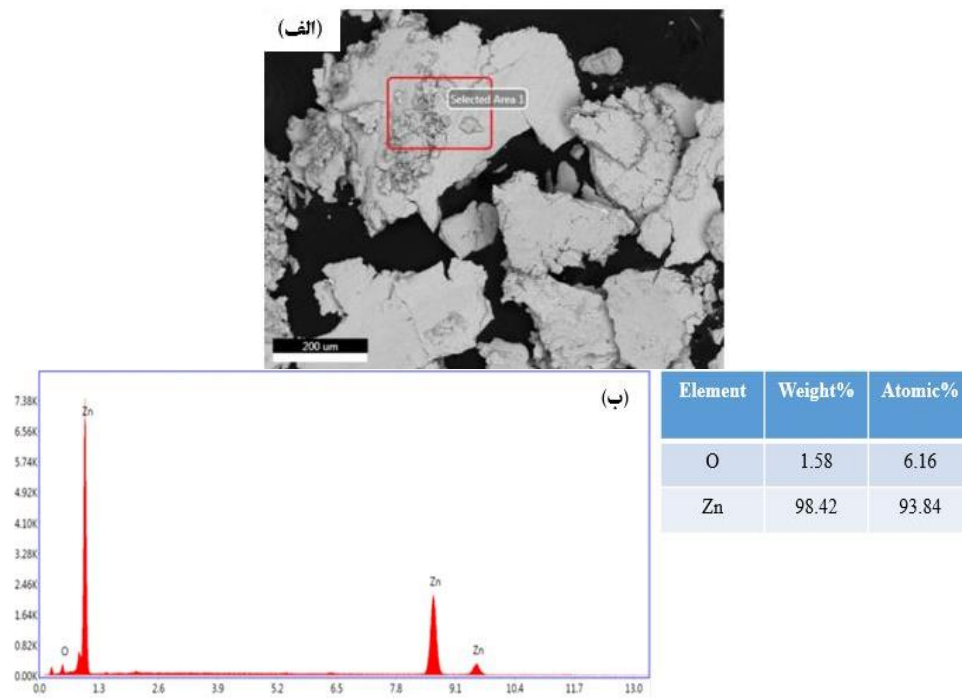 (الف)
Selected Area 1
200 um
(ب)
7.38K
6.56K
5.74K
4.92K
4.10K
3.28K
2.46K
1.64K
0.82K
0.00K
Zn
O
Zn
Zn
0.0 1.3 2.6 3.9 5.2 6.5 7.8 9.1 10.4 11.7 13.0
Element Weight% Atomic%
O 1.58 6.16
Zn 98.42 93.84